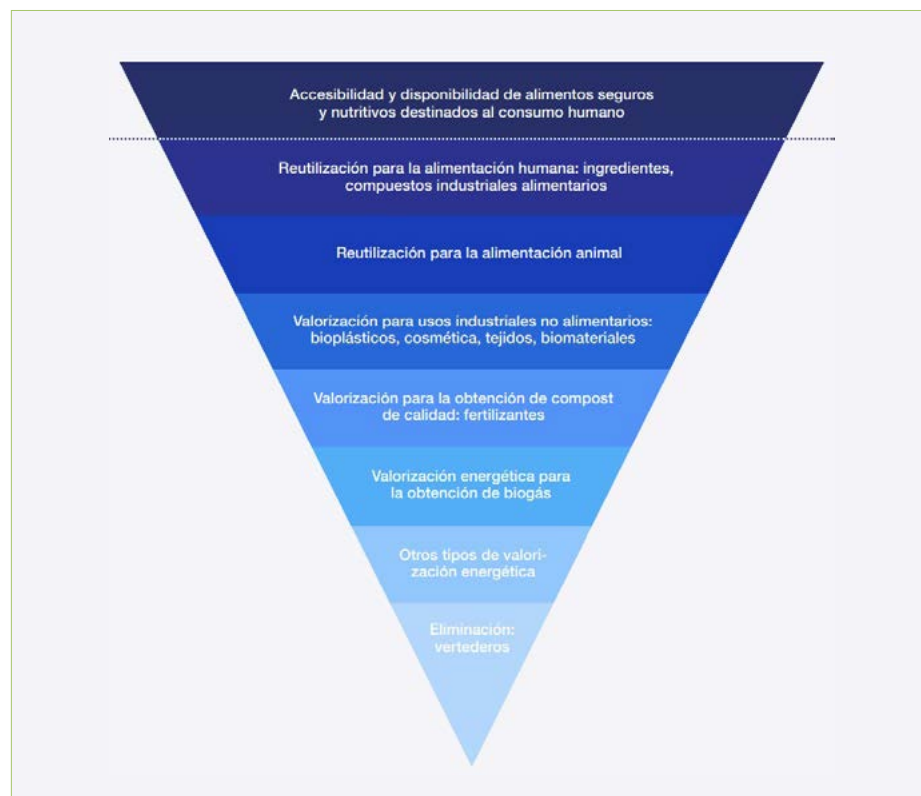 Accesibilidad y disponibilidad de alimentos seguros
y nutritivos destinados al consumo humano
Reutilización para la alimentación humana: ingredientes,
compuestos industriales alimentarios
Reutilización para la alimentación animal
Valorización para usos industriales no alimentarios:
bioplásticos, cosmética, tejidos, biomateriales
Valorización para la obtención de compost
de calidad: fertilizantes
Valorización energética para
la obtención de biogás
Otros tipos de valori-
zación energética
Eliminación:
vertederos